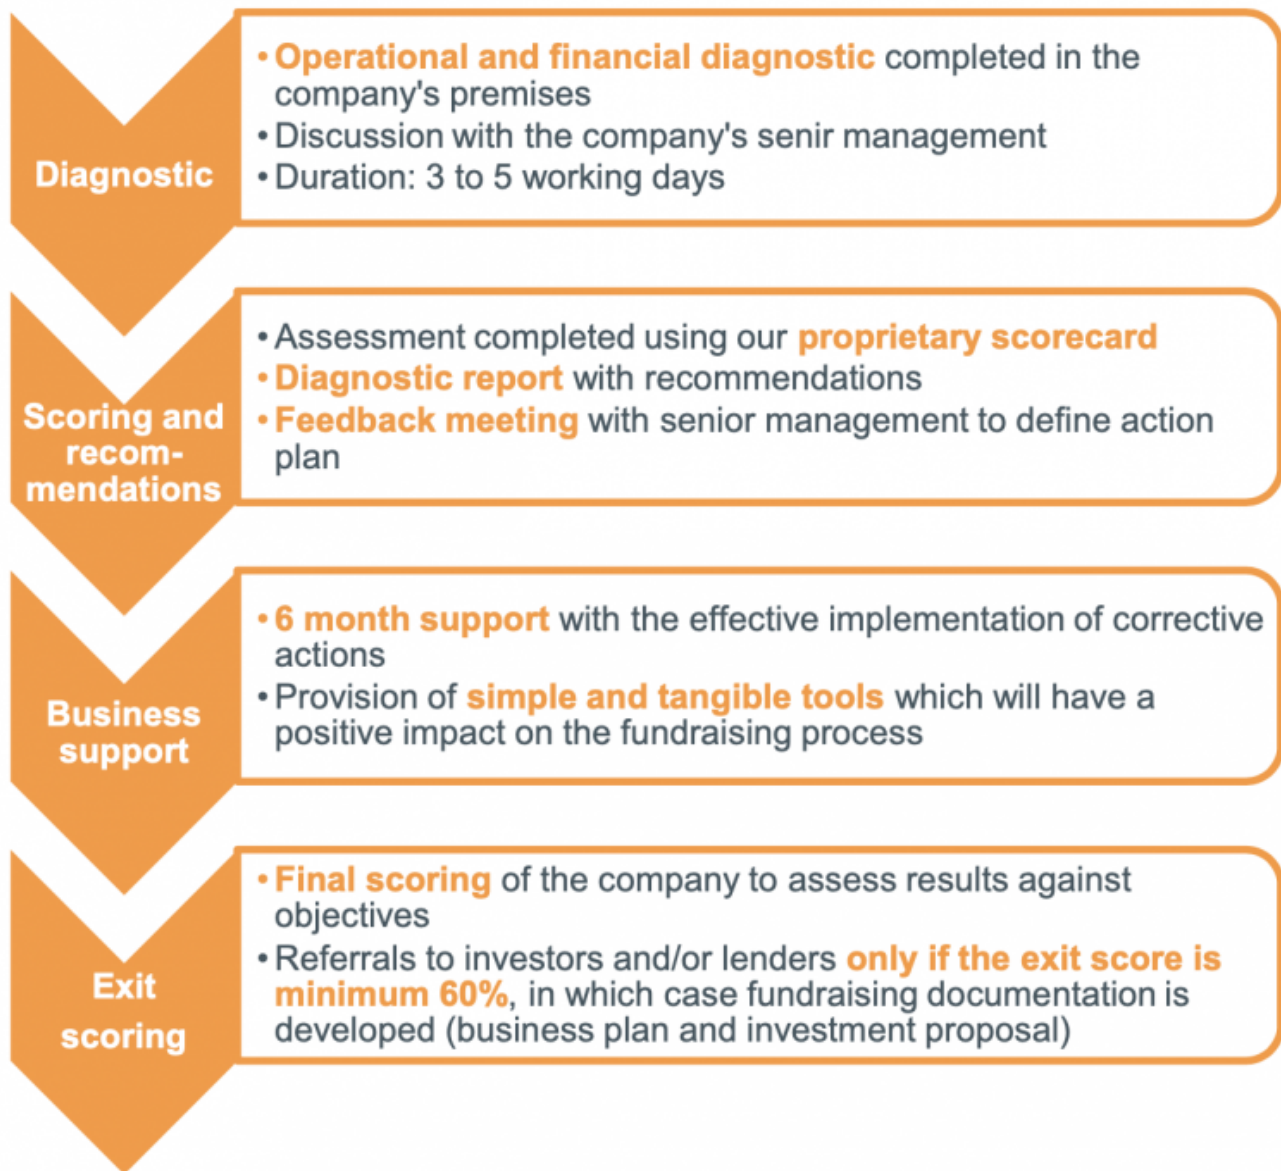 Diagnostic
• Operational and financial diagnostic completed in the
company's premises
• Discussion with the company's senir management
• Duration: 3 to 5 working days
Scoring and
recom-
mendations
• Assessment completed using our proprietary scorecard
• Diagnostic report with recommendations
• Feedback meeting with senior management to define action
plan
Business
support
• 6 month support with the effective implementation of corrective
actions
• Provision of simple and tangible tools which will have a
positive impact on the fundraising process
Exit
scoring
• Final scoring of the company to assess results against
objectives
• Referrals to investors and/or lenders only if the exit score is
minimum 60%, in which case fundraising documentation is
developed (business plan and investment proposal)